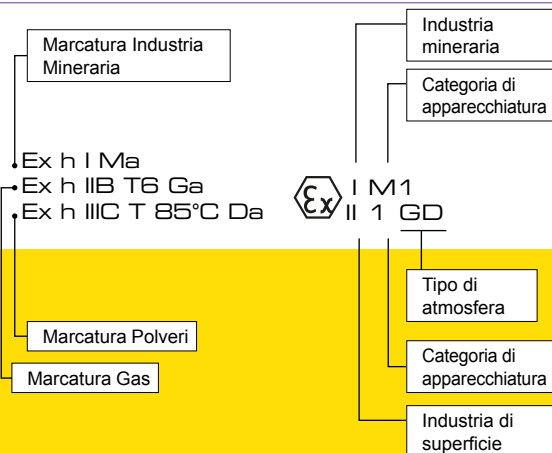 Marcatura Industria
Mineraria
Industria
mineraria
Categoria di
apparecchiatura
Ex h I Ma
Ex h IIB T6 Ga
Ex h IIIC T 85°C Da
Ex
I M1
II 1 GD
Tipo di
atmosfera
Marcatura Polveri
Marcatura Gas
Categoria di
apparecchiatura
Industria di
superficie